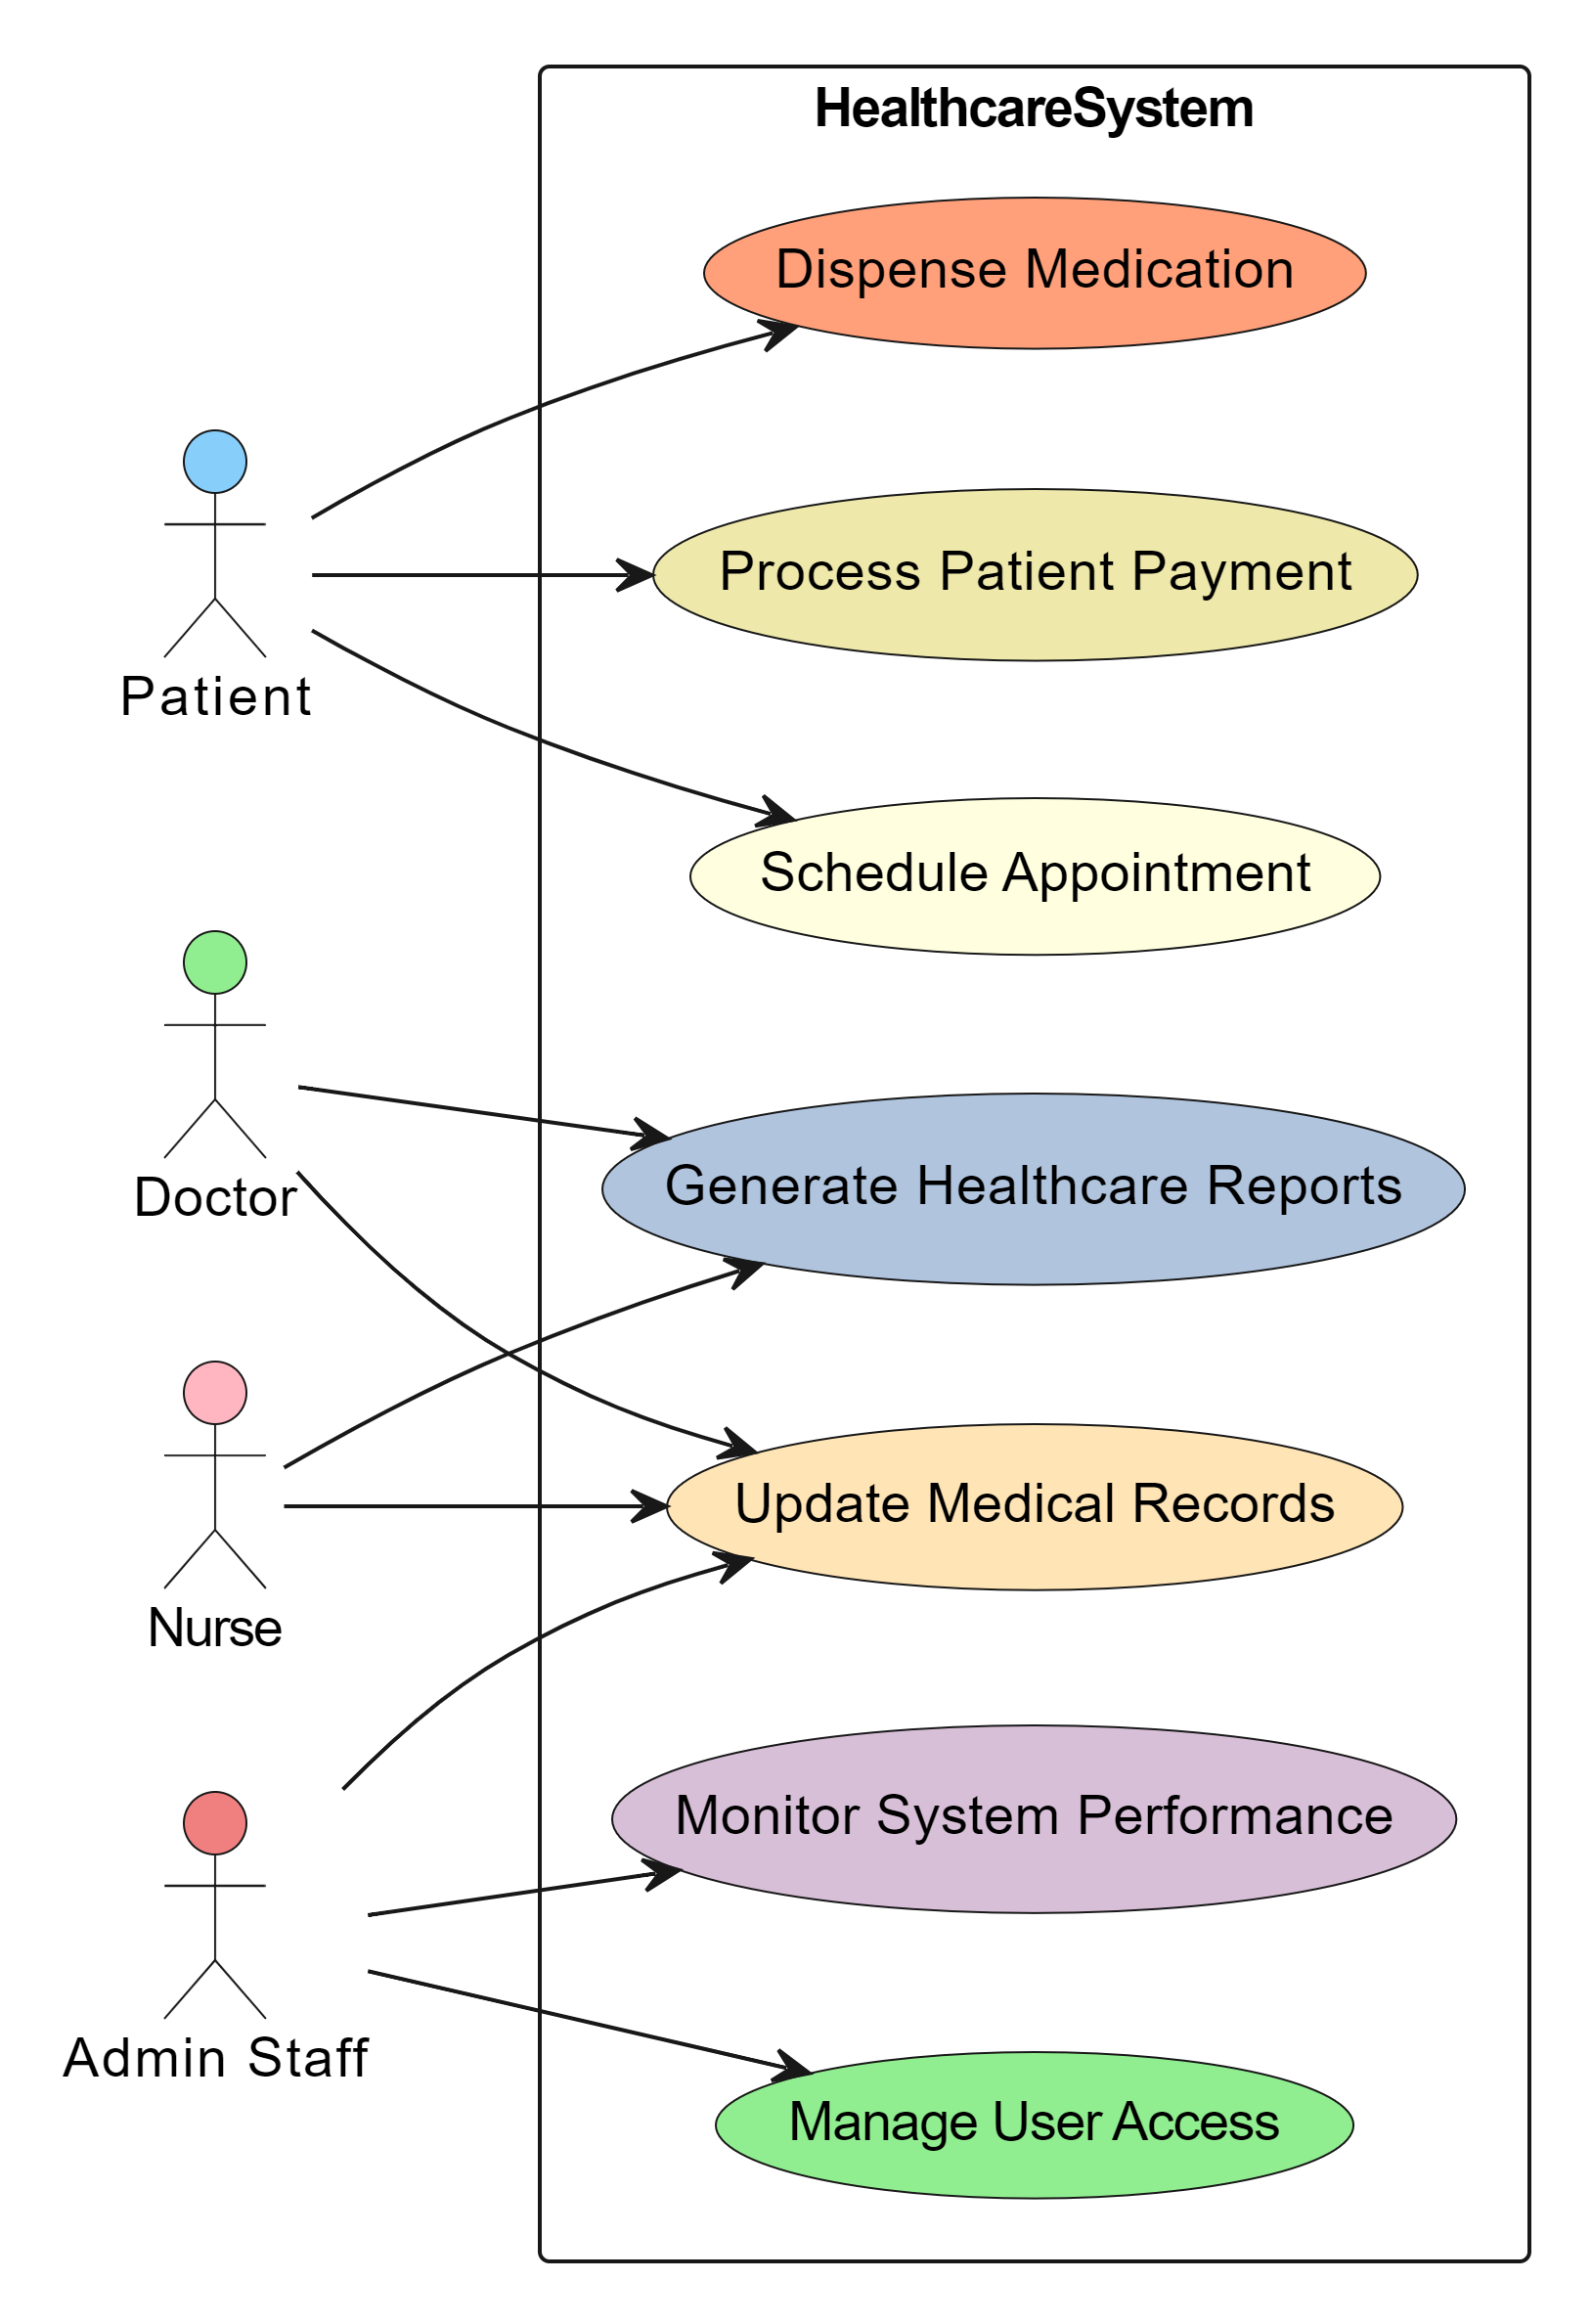 HealthcareSystem
Dispense Medication
Process Patient Payment
Patient
Schedule Appointment
Generate Healthcare Reports
Doctor
Update Medical Records
Nurse
Monitor System Performance
Admin Staff
Manage User Access